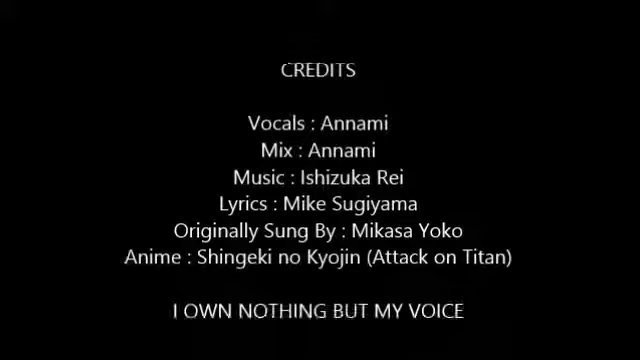 CREDITS
Vocals : Annami
Mix : Annami
Music : Ishizuka Rei
Lyrics : Mike Sugiyama
Originally Sung By : Mikasa Yoko
Anime : Shingeki no Kyojin (Attack on Titan)
I OWN NOTHING BUT MY VOICE